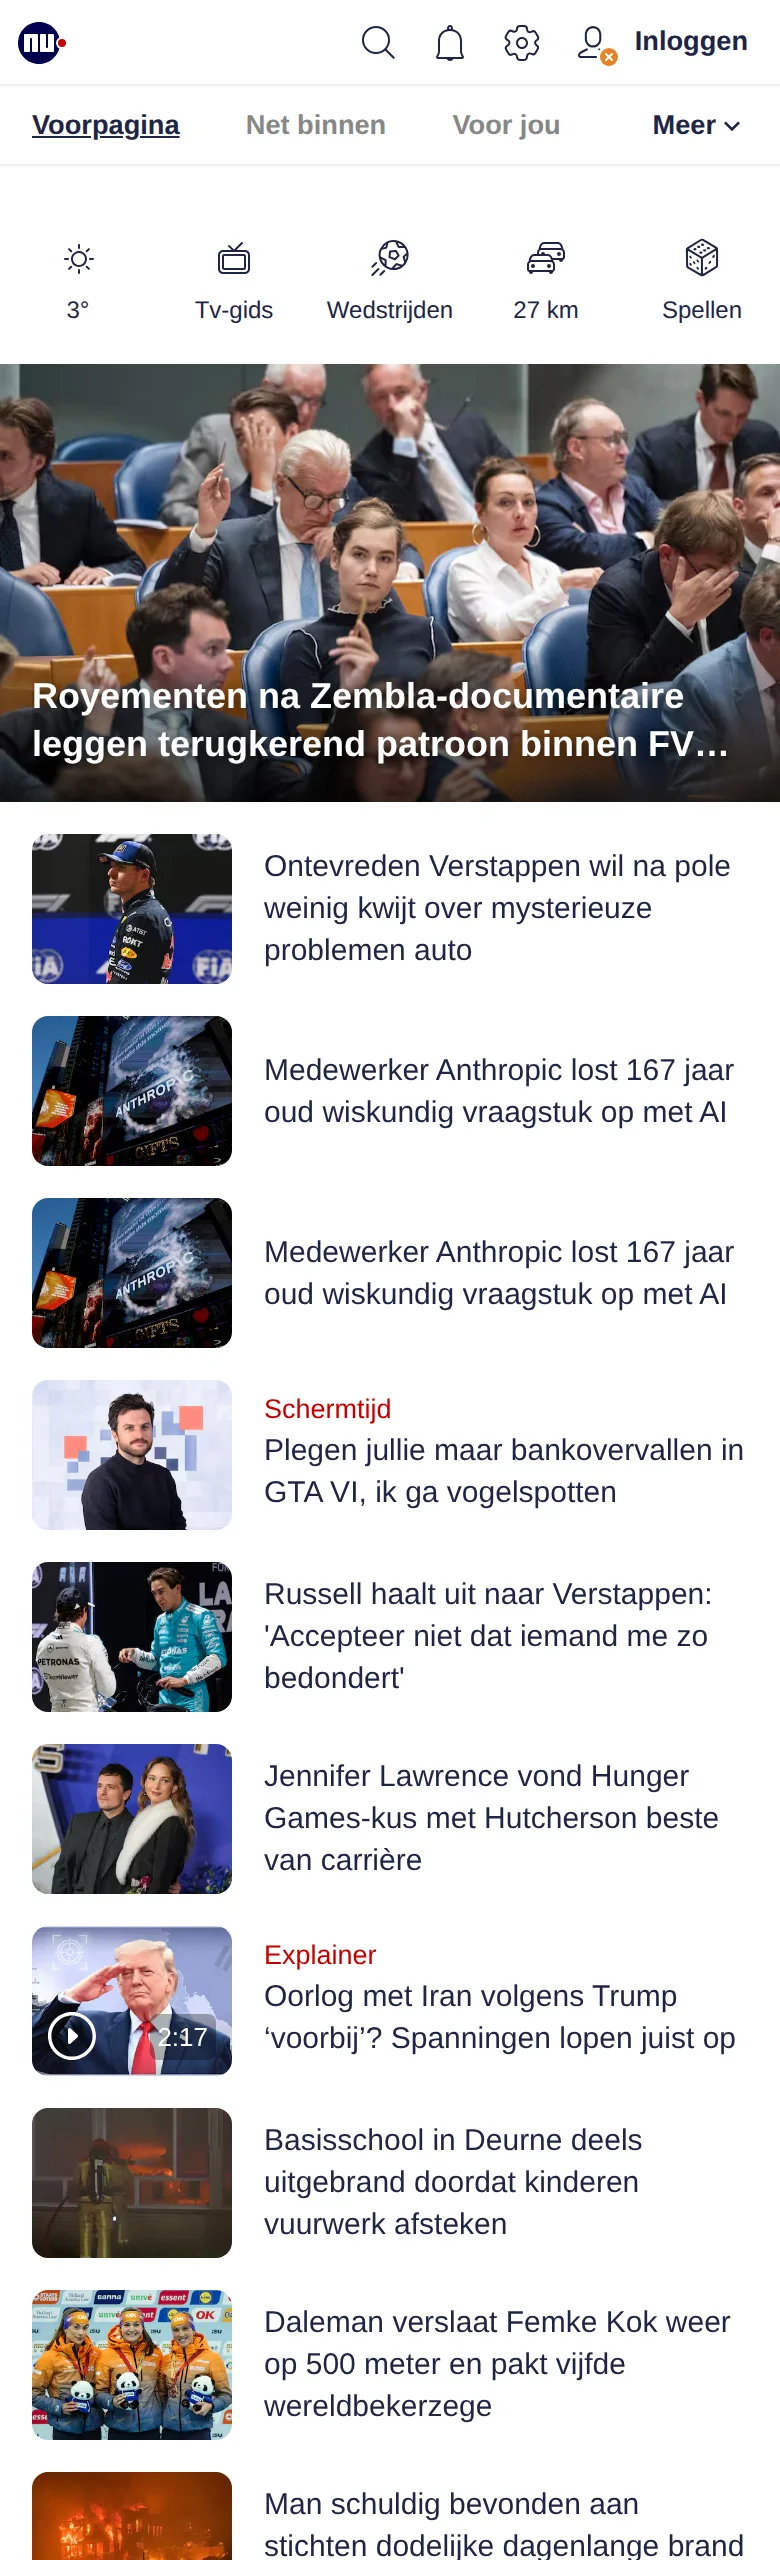 nu
Inloggen
Voorpagina Net binnen Voor jou Meer
3° Tv-gids Wedstrijden 27 km Spellen
Royementen na Zembla-documentaire
leggen terugkerend patroon binnen FV…
Ontevreden Verstappen wil na pole
weinig kwijt over mysterieuze
problemen auto
Medewerker Anthropic lost 167 jaar
oud wiskundig vraagstuk op met AI
ANTHROPIC
GIFTS
Medewerker Anthropic lost 167 jaar
oud wiskundig vraagstuk op met AI
ANTHROPIC
GIFTS
Schermtijd
Plegen jullie maar bankovervallen in
GTA VI, ik ga vogelspotten
Russell haalt uit naar Verstappen:
'Accepteer niet dat iemand me zo
bedondert'
PETRONAS
TeamViewer
Jennifer Lawrence vond Hunger
Games-kus met Hutcherson beste
van carrière
Explainer
Oorlog met Iran volgens Trump
‘voorbij’? Spanningen lopen juist op
2:17
Basisschool in Deurne deels
uitgebrand doordat kinderen
vuurwerk afsteken
Daleman verslaat Femke Kok weer
op 500 meter en pakt vijfde
wereldbekerzege
Man schuldig bevonden aan
stichten dodelijke dagenlange brand